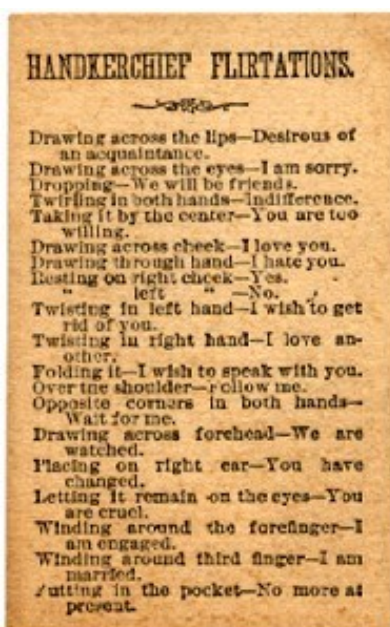 HANDKERCHIEF FLIRTATIONS.
Drawing across the lips—Desirous of
an acquaintance.
Drawing across the eyes—I am sorry.
Dropping—We will be friends.
Twirling in both hands—Indifference.
Taking it by the center—You are too
willing.
Drawing across cheek—I love you.
Drawing through hand—I hate you.
Resting on right cheek—Yes.
" left " —No.
Twisting in left hand—I wish to get
rid of you.
Twisting in right hand—I love an-
other.
Folding it—I wish to speak with you.
Over the shoulder—Follow me.
Opposite corners in both hands—
Wait for me.
Drawing across forehead—We are
watched.
Placing on right ear—You have
changed.
Letting it remain on the eyes—You
are cruel.
Winding around the forefinger—I
am engaged.
Winding around third finger—I am
married.
Putting in the pocket—No more at
present.